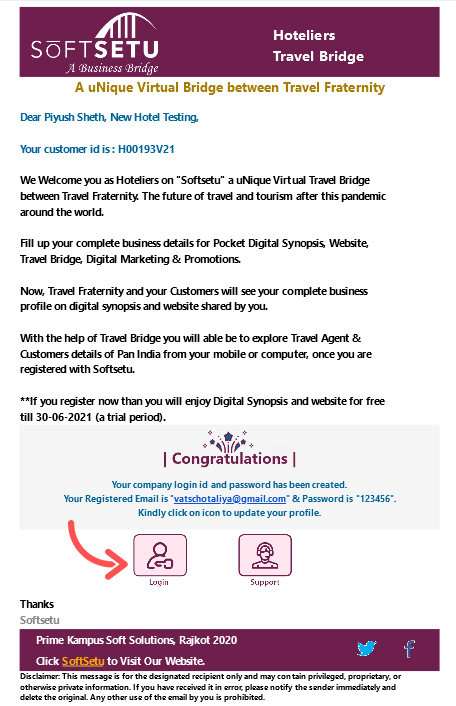 SōFTSETU
A Business Bridge
Hoteliers
Travel Bridge
A uNique Virtual Bridge between Travel Fraternity
Dear Piyush Sheth, New Hotel Testing,
Your customer id is : H00193V21
We Welcome you as Hoteliers on "Softsetu" a uNique Virtual Travel Bridge
between Travel Fraternity. The future of travel and tourism after this pandemic
around the world.
Fill up your complete business details for Pocket Digital Synopsis, Website,
Travel Bridge, Digital Marketing & Promotions.
Now, Travel Fraternity and your Customers will see your complete business
profile on digital synopsis and website shared by you.
With the help of Travel Bridge you will able be to explore Travel Agent &
Customers details of Pan India from your mobile or computer, once you are
registered with Softsetu.
**If you register now than you will enjoy Digital Synopsis and website for free
till 30-06-2021 (a trial period).
| Congratulations |
Your company login id and password has been created.
Your Registered Email is "vatschotaliya@gmail.com" & Password is "123456".
Kindly click on icon to update your profile.
Login
Support
Thanks
Softsetu
Prime Kampus Soft Solutions, Rajkot 2020
Click SoftSetu to Visit Our Website.
Disclaimer: This message is for the designated recipient only and may contain privileged, proprietary, or
otherwise private information. If you have received it in error, please notify the sender immediately and
delete the original. Any other use of the email by you is prohibited.